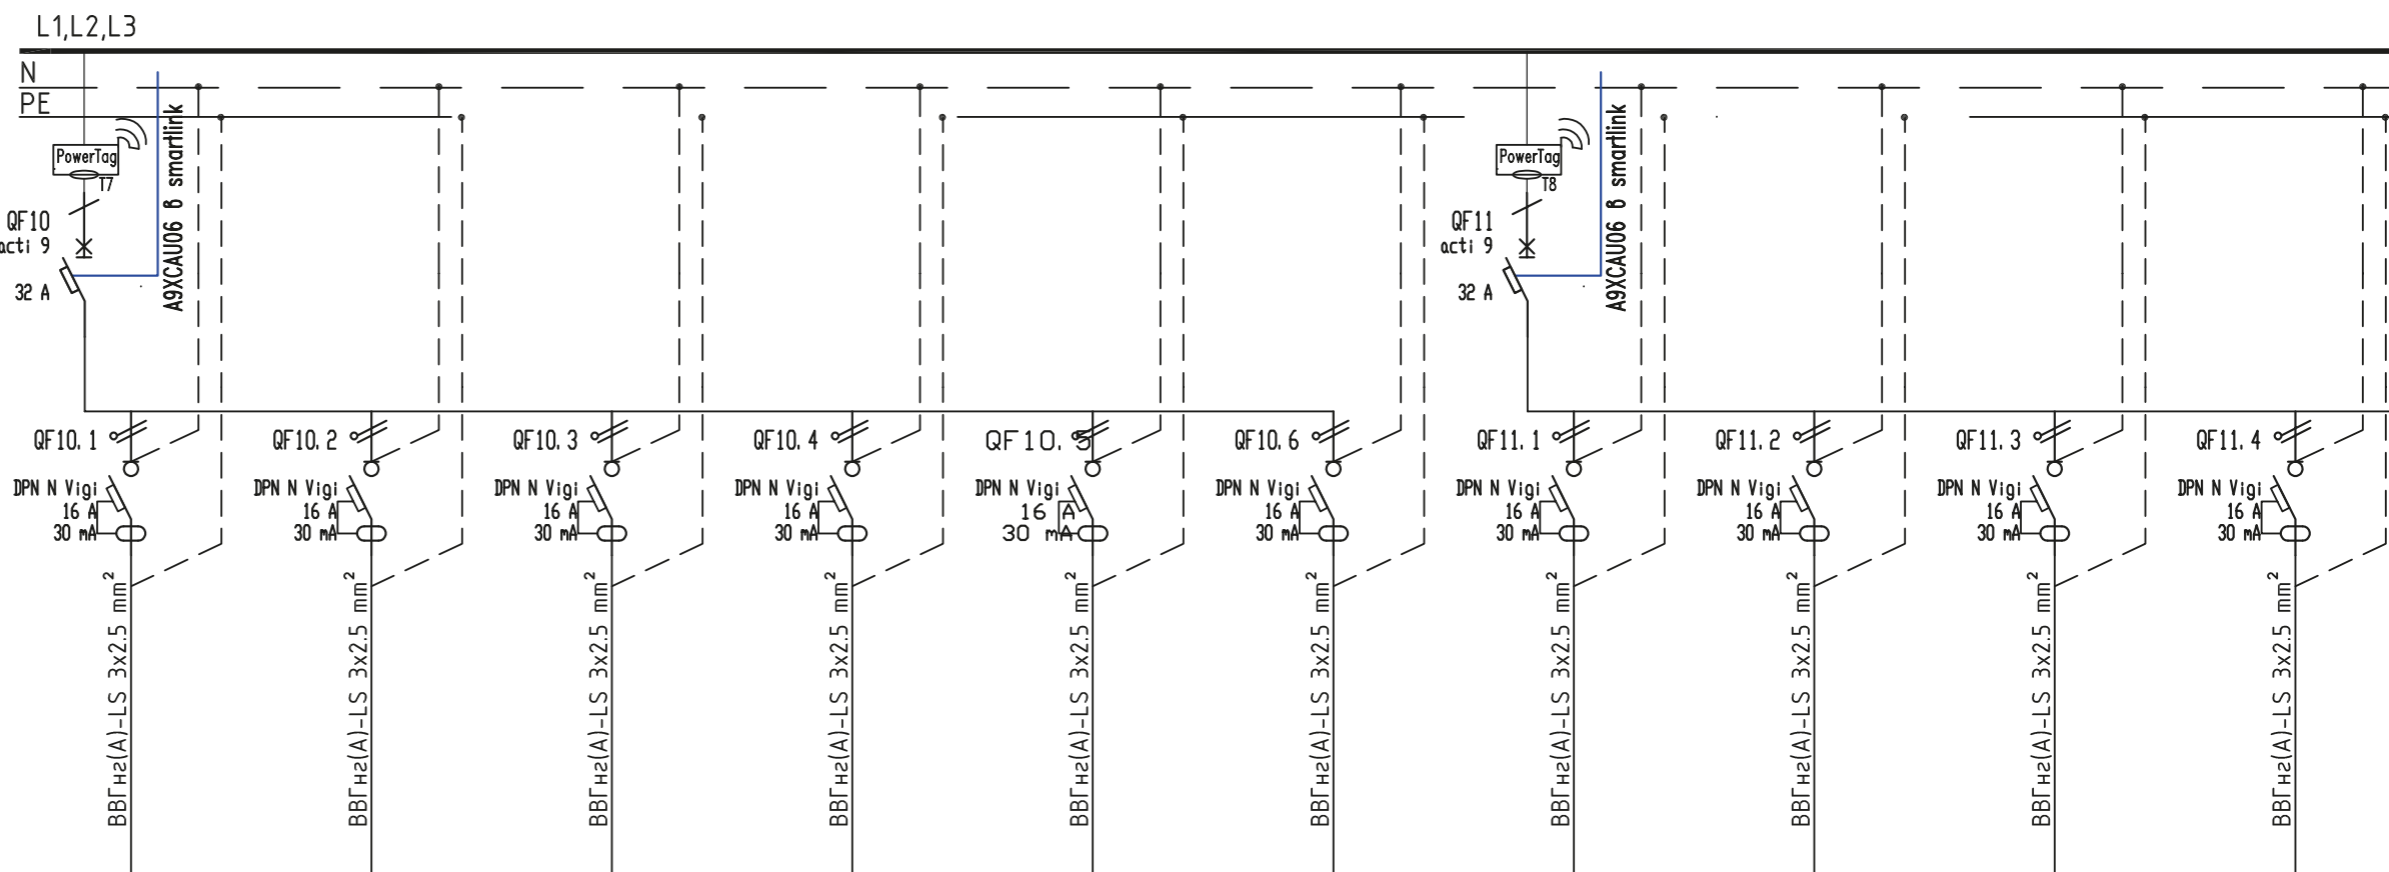 L1,L2,L3
N
PE
PowerTag
T7
QF10
acti 9
32 A
A9XCAU06 в smartlink
PowerTag
T8
QF11
acti 9
32 A
A9XCAU06 в smartlink
QF10.1
DPN N Vigi
16 A
30 mA
ВВГнг(А)-LS 3x2.5 mm²
QF10.2
DPN N Vigi
16 A
30 mA
ВВГнг(А)-LS 3x2.5 mm²
QF10.3
DPN N Vigi
16 A
30 mA
ВВГнг(А)-LS 3x2.5 mm²
QF10.4
DPN N Vigi
16 A
30 mA
ВВГнг(А)-LS 3x2.5 mm²
QF10.5
DPN N Vigi
16 A
30 mA
ВВГнг(А)-LS 3x2.5 mm²
QF10.6
DPN N Vigi
16 A
30 mA
ВВГнг(А)-LS 3x2.5 mm²
QF11.1
DPN N Vigi
16 A
30 mA
ВВГнг(А)-LS 3x2.5 mm²
QF11.2
DPN N Vigi
16 A
30 mA
ВВГнг(А)-LS 3x2.5 mm²
QF11.3
DPN N Vigi
16 A
30 mA
ВВГнг(А)-LS 3x2.5 mm²
QF11.4
DPN N Vigi
16 A
30 mA
ВВГнг(А)-LS 3x2.5 mm²